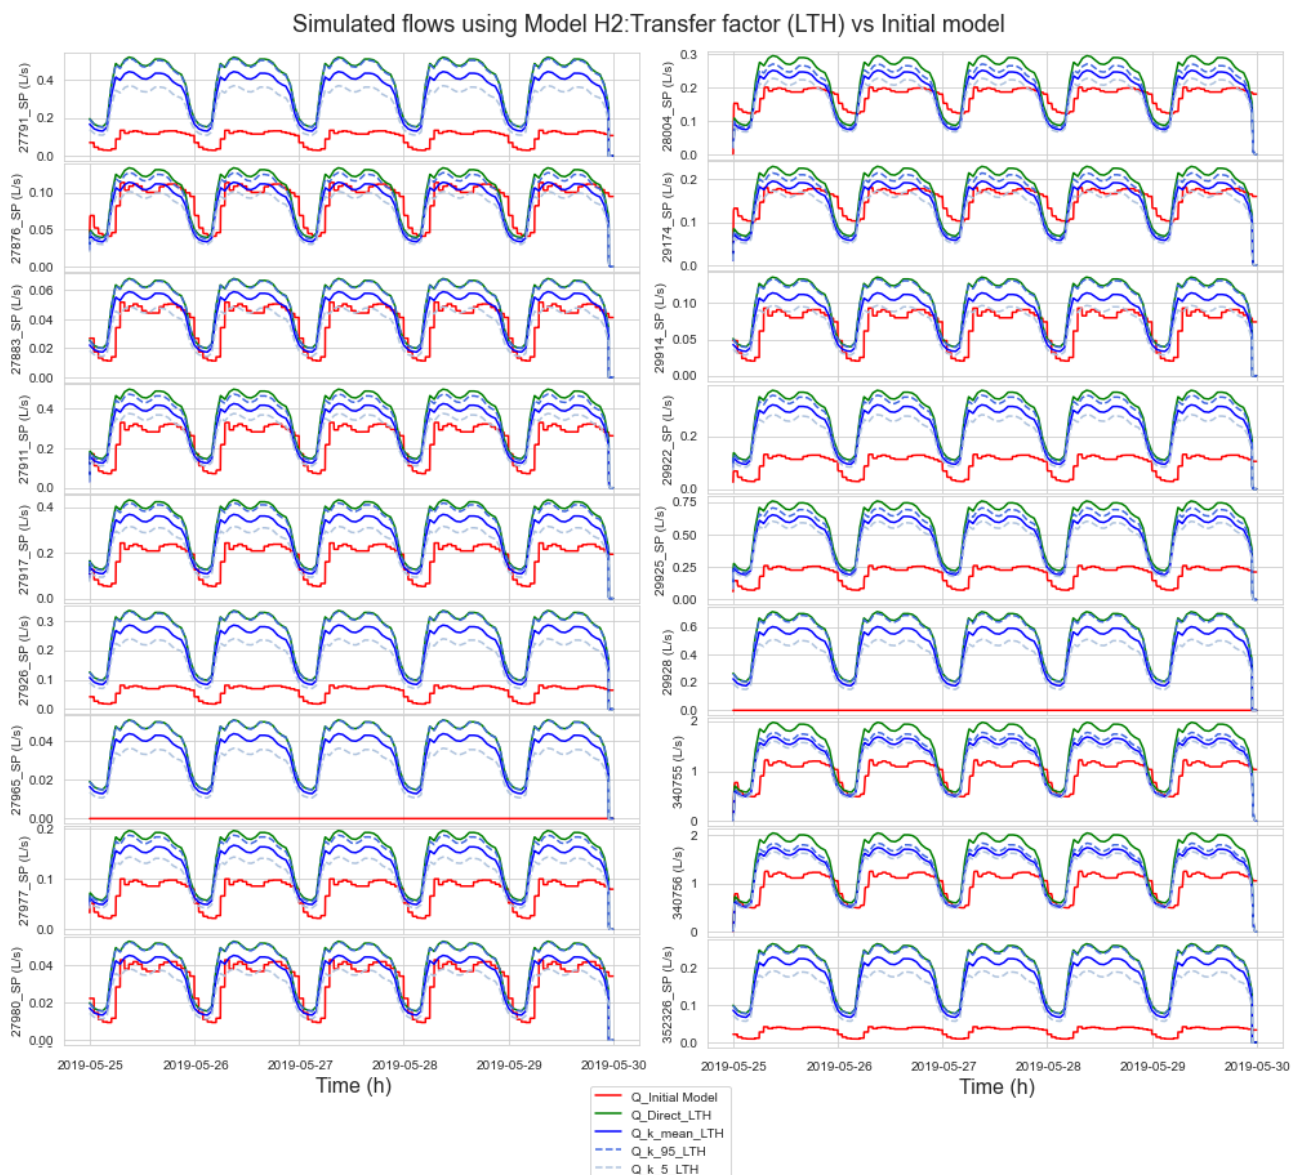 Simulated flows using Model H2:Transfer factor (LTH) vs Initial model
27791_SP (L/s)
0.4
0.2
0.0
27876_SP (L/s)
0.10
0.05
0.00
27883_SP (L/s)
0.06
0.04
0.02
0.00
27911_SP (L/s)
0.4
0.2
0.0
27917_SP (L/s)
0.4
0.2
0.0
27926_SP (L/s)
0.3
0.2
0.1
0.0
27965_SP (L/s)
0.04
0.02
0.00
27977_SP (L/s)
0.2
0.1
0.0
27980_SP (L/s)
0.04
0.02
0.00
2019-05-25 2019-05-26 2019-05-27 2019-05-28 2019-05-29 2019-05-30
Time (h)
28004_SP (L/s)
0.3
0.2
0.1
0.0
29174_SP (L/s)
0.2
0.1
0.0
29914_SP (L/s)
0.10
0.05
0.00
29922_SP (L/s)
0.2
0.0
29925_SP (L/s)
0.75
0.50
0.25
0.00
29928 (L/s)
0.6
0.4
0.2
0.0
340755 (L/s)
2
1
0
340756 (L/s)
2
1
0
352326_SP (L/s)
0.2
0.1
0.0
2019-05-25 2019-05-26 2019-05-27 2019-05-28 2019-05-29 2019-05-30
Time (h)
Q_Initial Model
Q_Direct_LTH
Q_k_mean_LTH
Q_k_95_LTH
Q_k_5_LTH